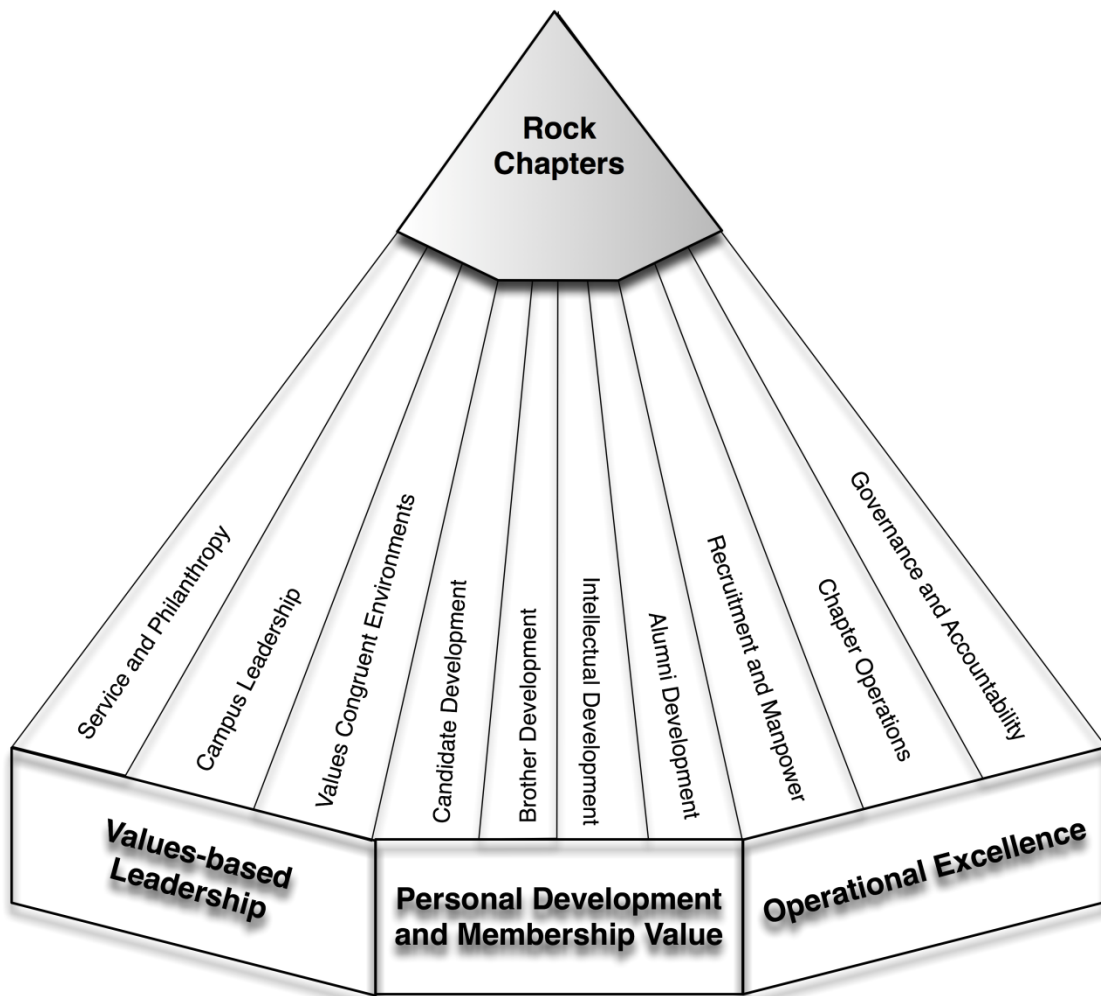 Rock
Chapters
Service and Philanthropy
Campus Leadership
Values Congruent Environments
Candidate Development
Brother Development
Intellectual Development
Alumni Development
Recruitment and Manpower
Chapter Operations
Governance and Accountability
Values-based
Leadership
Personal Development
and Membership Value
Operational Excellence